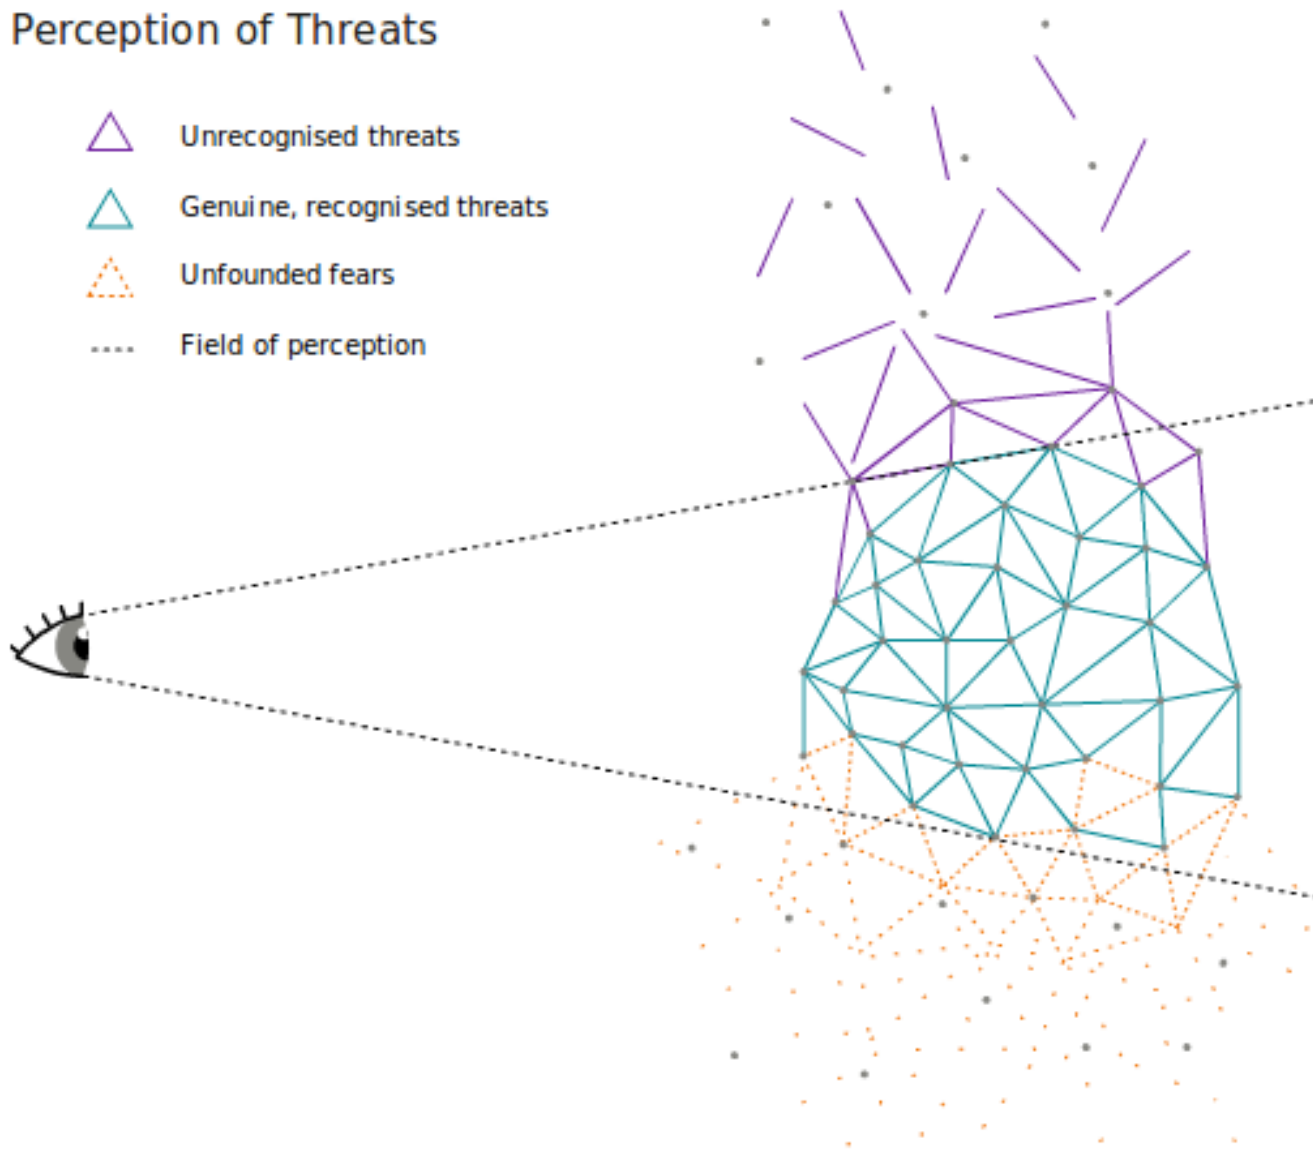 Perception of Threats
Unrecognised threats
Genuine, recognised threats
Unfounded fears
Field of perception